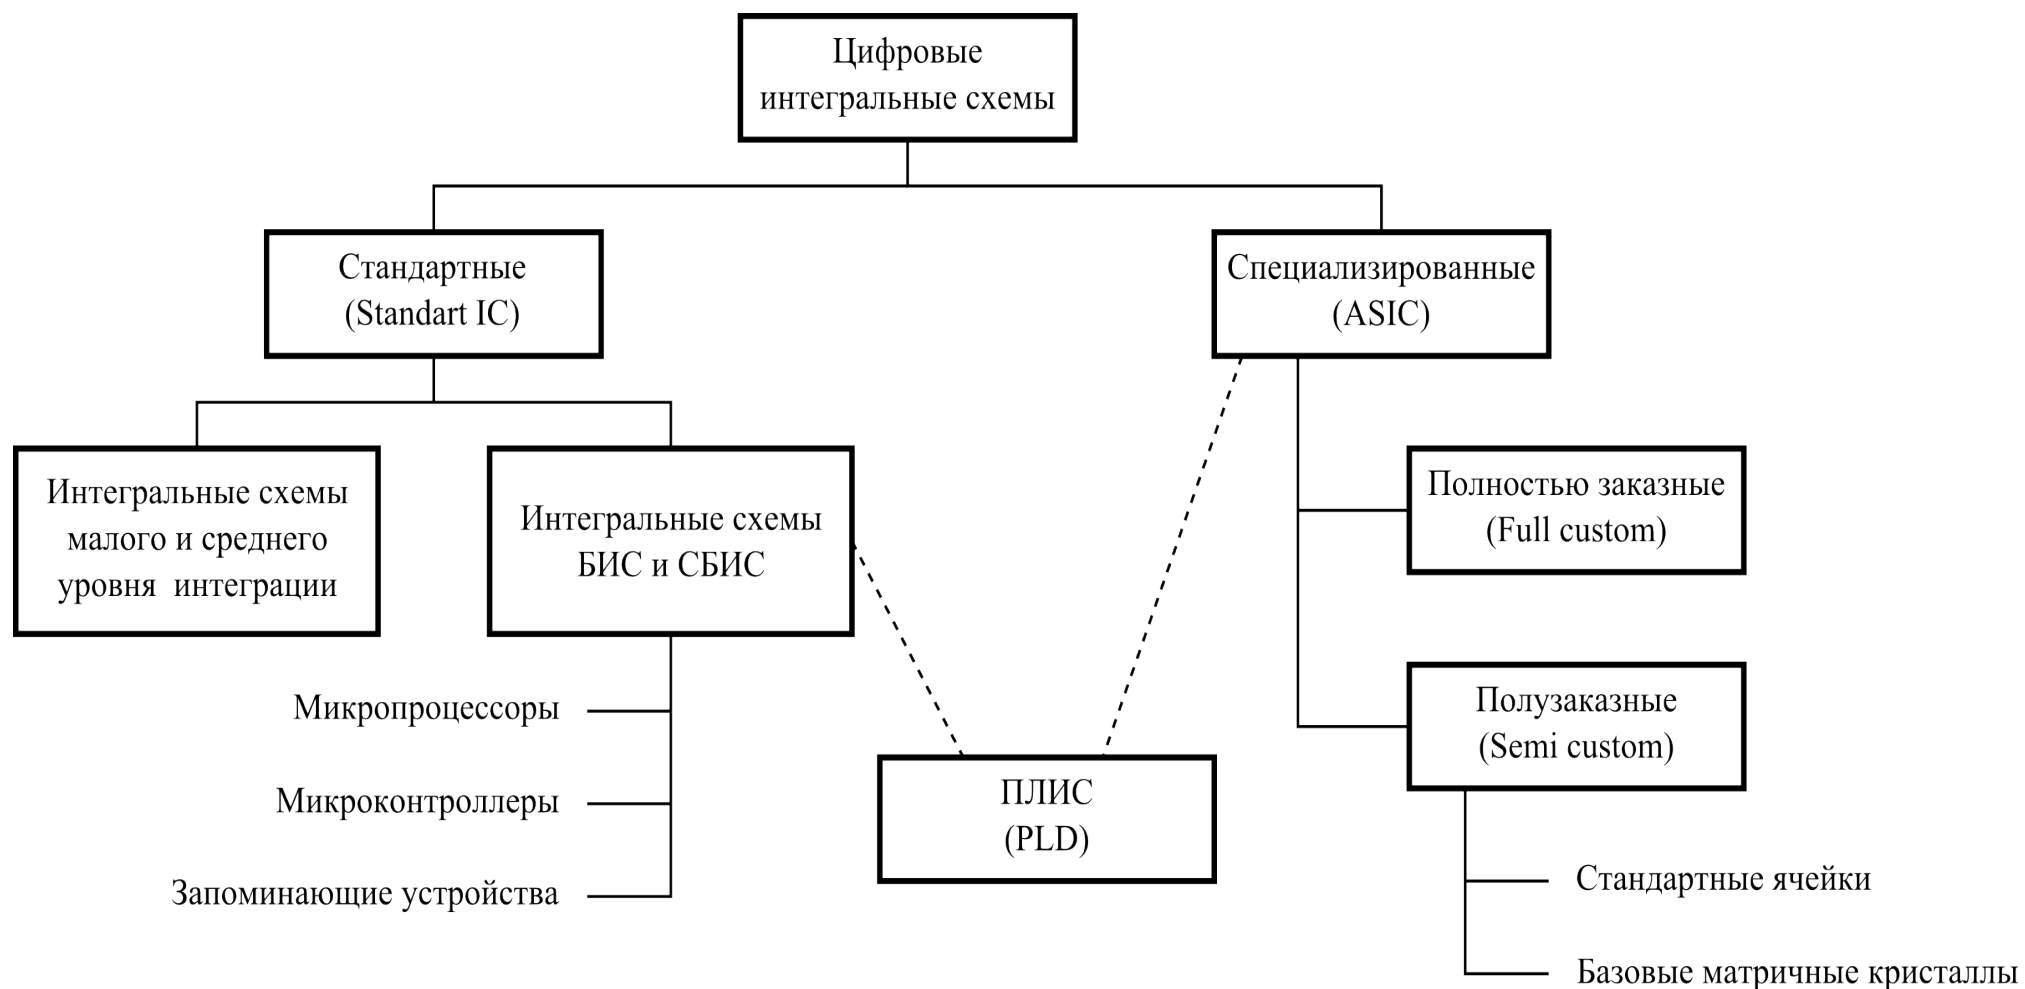 Цифровые
интегральные схемы
Стандартные
(Standart IC)
Специализированные
(ASIC)
Интегральные схемы
малого и среднего
уровня интеграции
Интегральные схемы
БИС и СБИС
Полностью заказные
(Full custom)
Микропроцессоры
Микроконтроллеры
Запоминающие устройства
ПЛИС
(PLD)
Полузаказные
(Semi custom)
Стандартные ячейки
Базовые матричные кристаллы